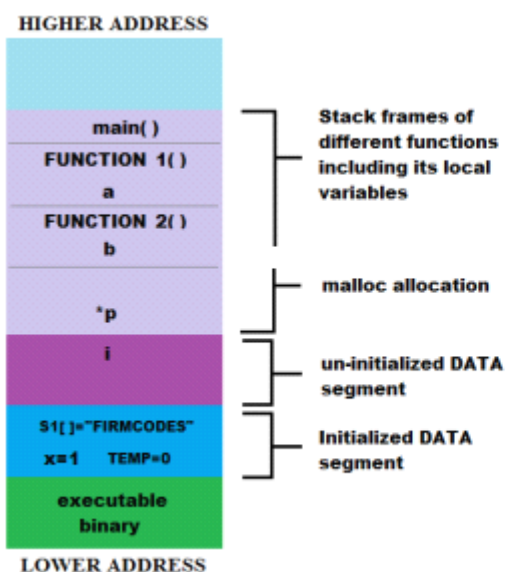 HIGHER ADDRESS
main( )
FUNCTION 1( )
a
FUNCTION 2( )
b
*p
i
S1[ ]="FIRMCODES"
x=1 TEMP=0
executable
binary
LOWER ADDRESS
Stack frames of
different functions
including its local
variables
malloc allocation
un-initialized DATA
segment
Initialized DATA
segment